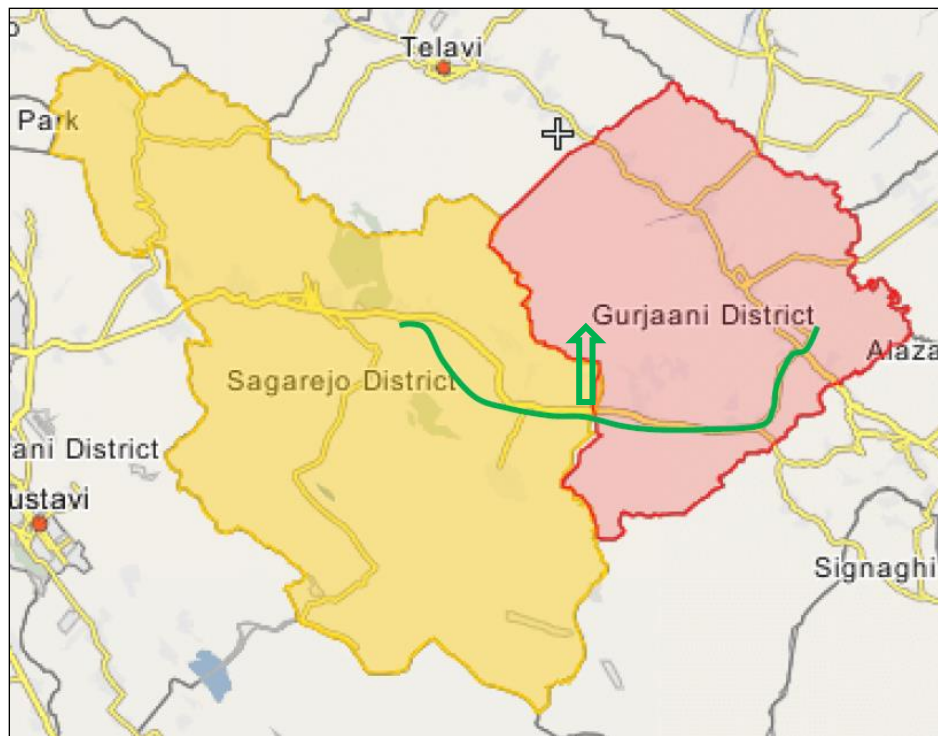 Telavi
Park
Gurjaani District
Alaza
Sagarejo District
ani District
ustavi
Signaghi